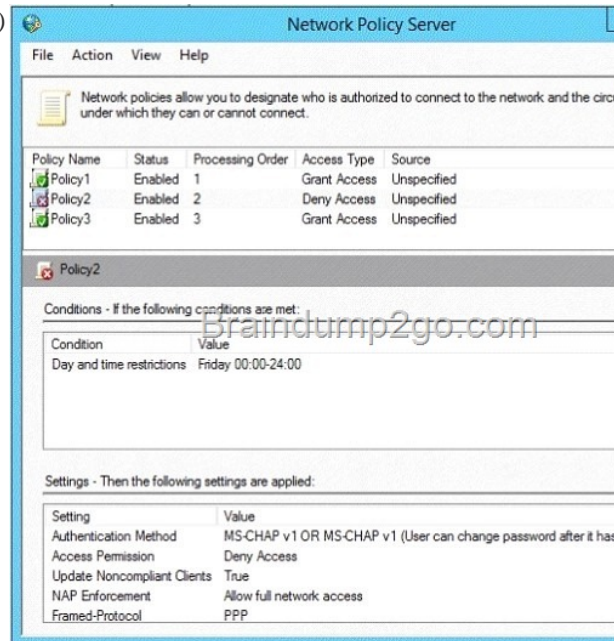 )
Network Policy Server
File Action View Help
Network policies allow you to designate who is authorized to connect to the network and the circu
under which they can or cannot connect.
Policy Name Status Processing Order Access Type Source
Policy1 Enabled 1 Grant Access Unspecified
Policy2 Enabled 2 Deny Access Unspecified
Policy3 Enabled 3 Grant Access Unspecified
Policy2
Conditions - If the following conditions are met:
Braindump2go.com
Condition Value
Day and time restrictions Friday 00:00-24:00
Settings - Then the following settings are applied:
Setting Value
Authentication Method MS-CHAP v1 OR MS-CHAP v1 (User can change password after it has
Access Permission Deny Access
Update Noncompliant Clients True
NAP Enforcement Allow full network access
Framed-Protocol PPP